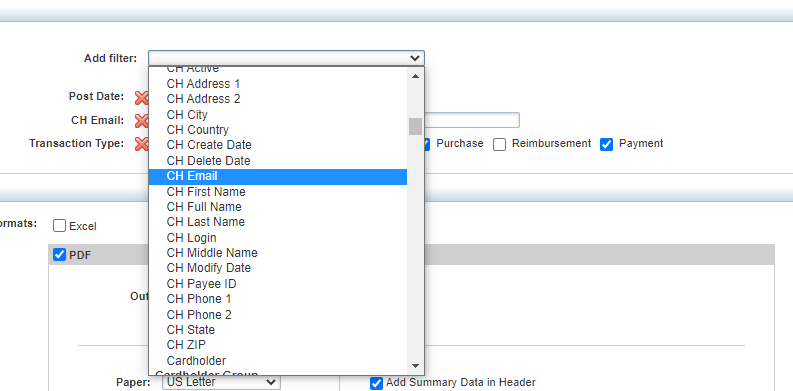 Add filter:
CH Active
CH Address 1
CH Address 2
Post Date:
CH City
CH Email:
CH Country
Transaction Type:
CH Create Date
Purchase
Reimbursement
Payment
CH Delete Date
CH Email
CH First Name
CH Full Name
CH Last Name
ormats:
Excel
CH Login
PDF
CH Middle Name
CH Modify Date
CH Payee ID
Out
CH Phone 1
CH Phone 2
CH State
CH ZIP
Cardholder
Cardholder Group
Paper:
US Letter
Add Summary Data in Header